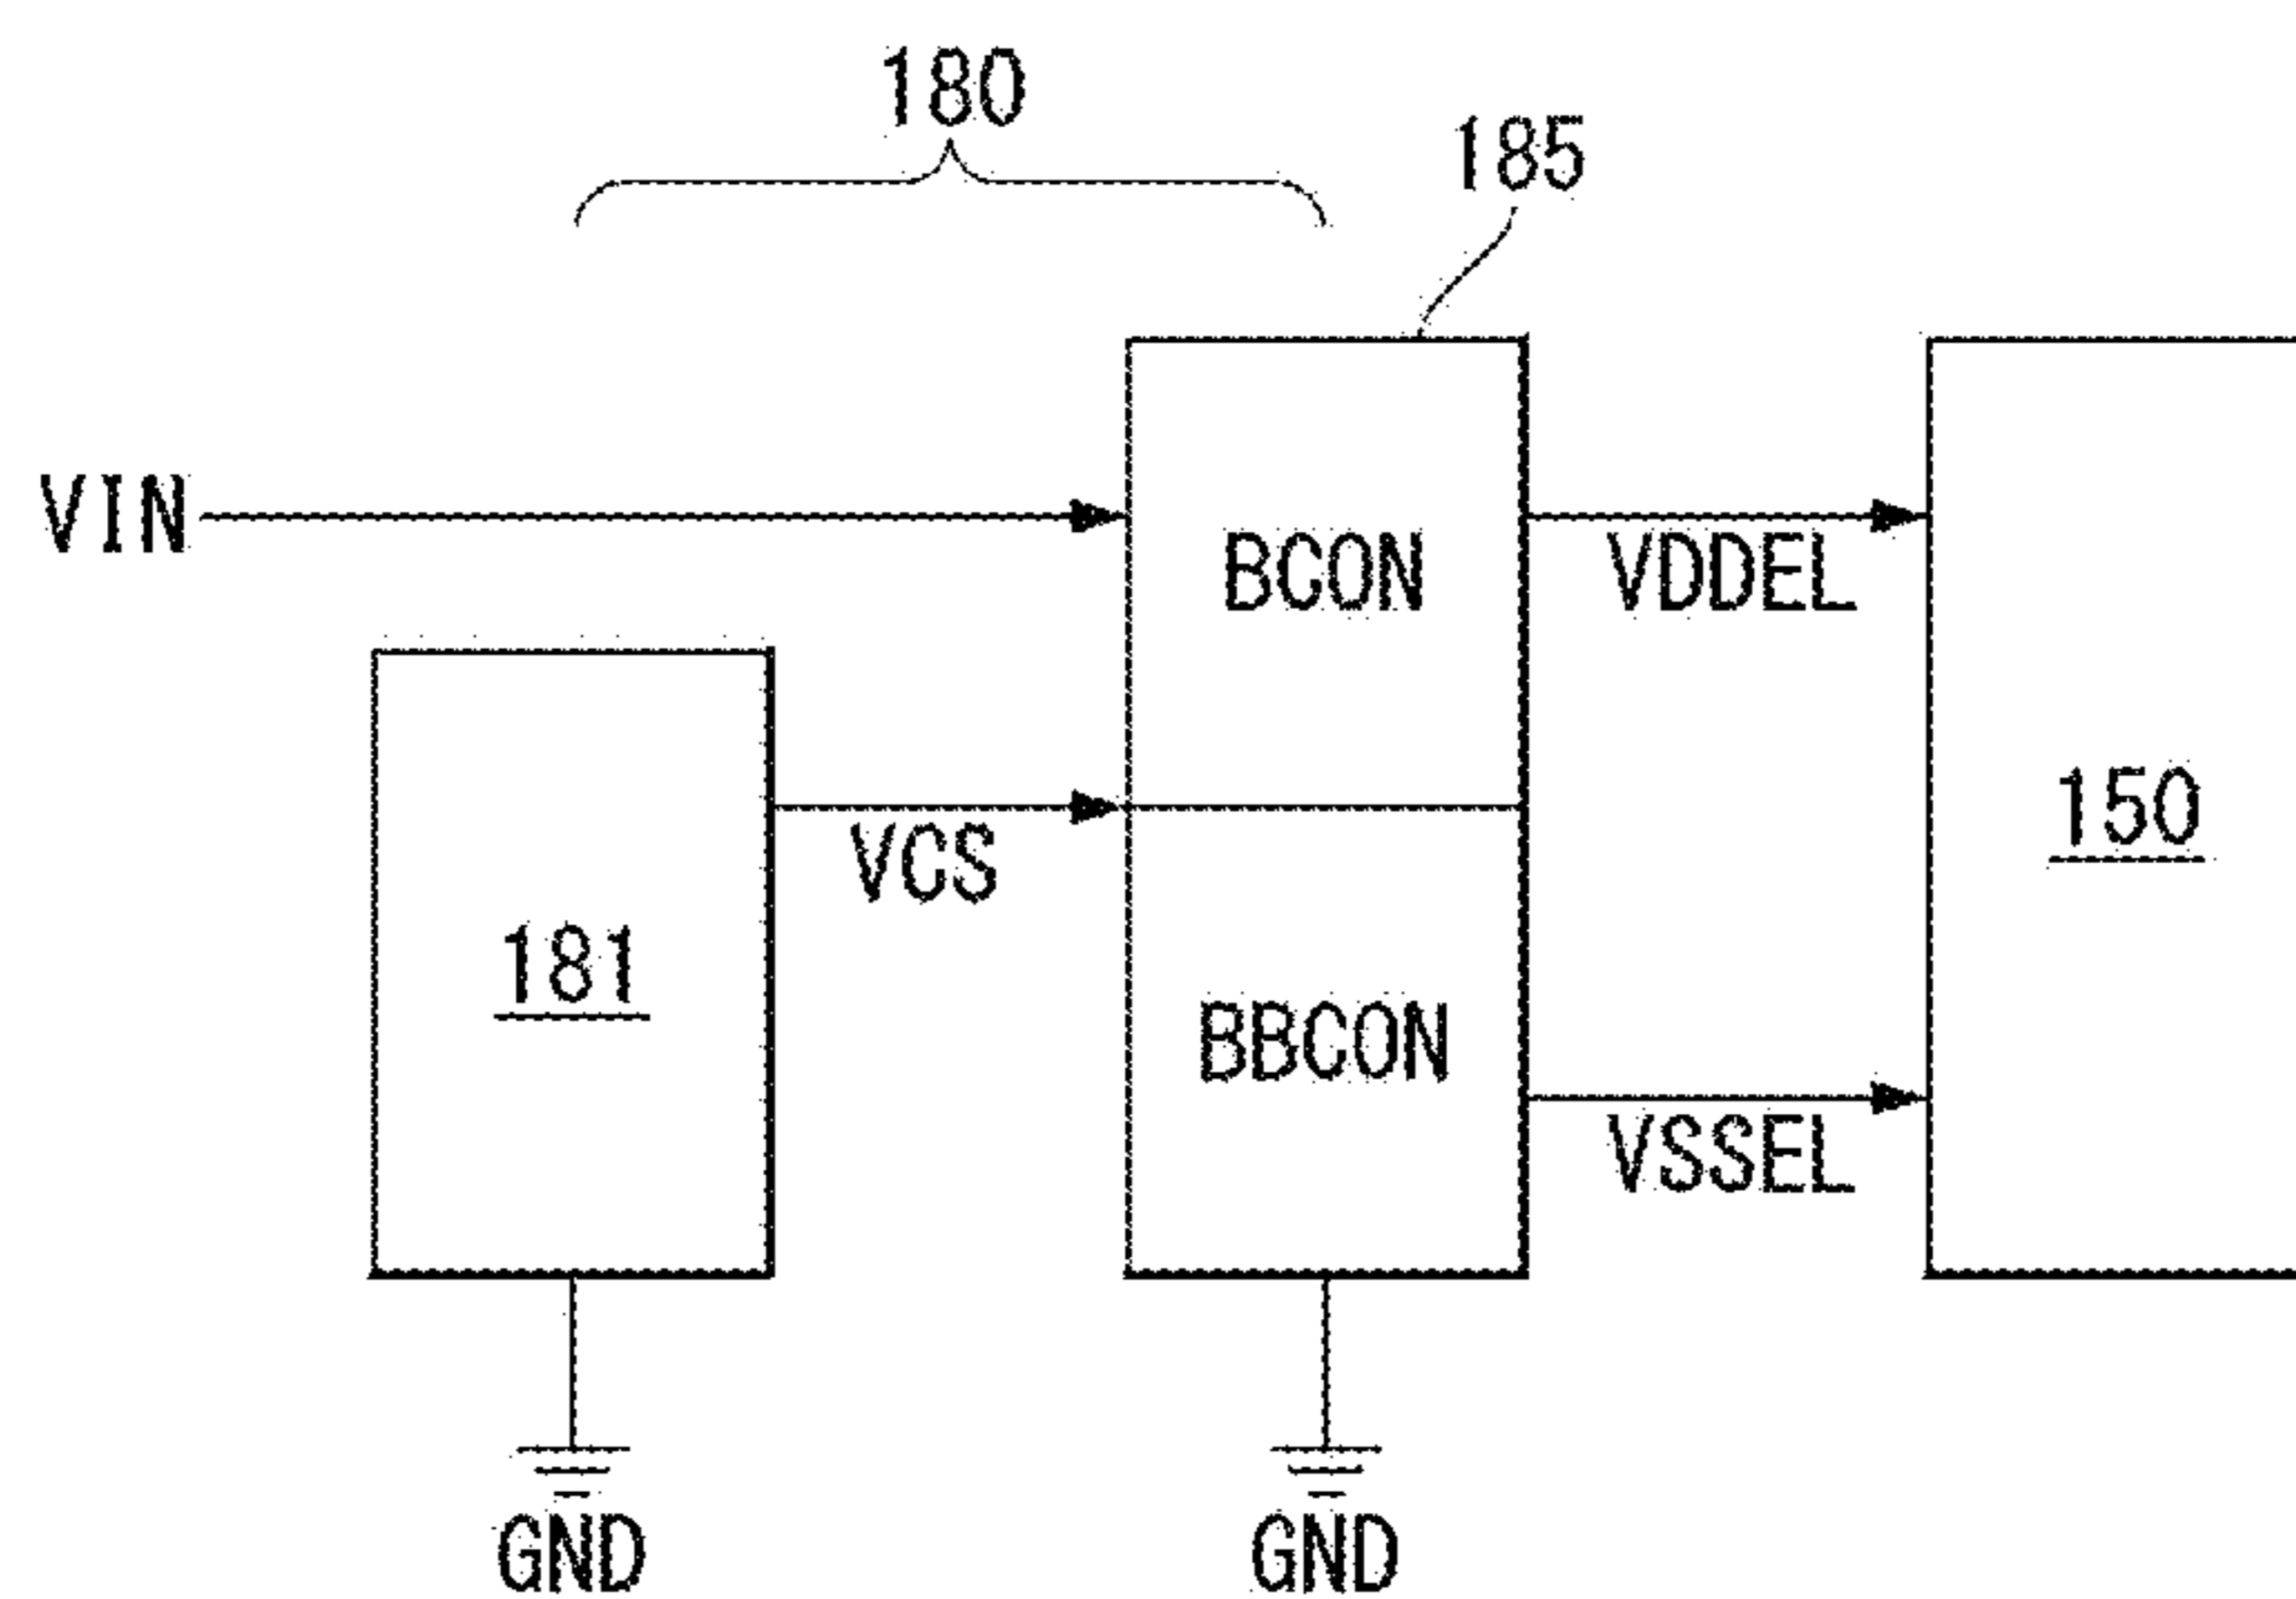 180
185
VIN
BCON
VDDEL
150
VCS
181
BBCON
VSSEL
GND
GND